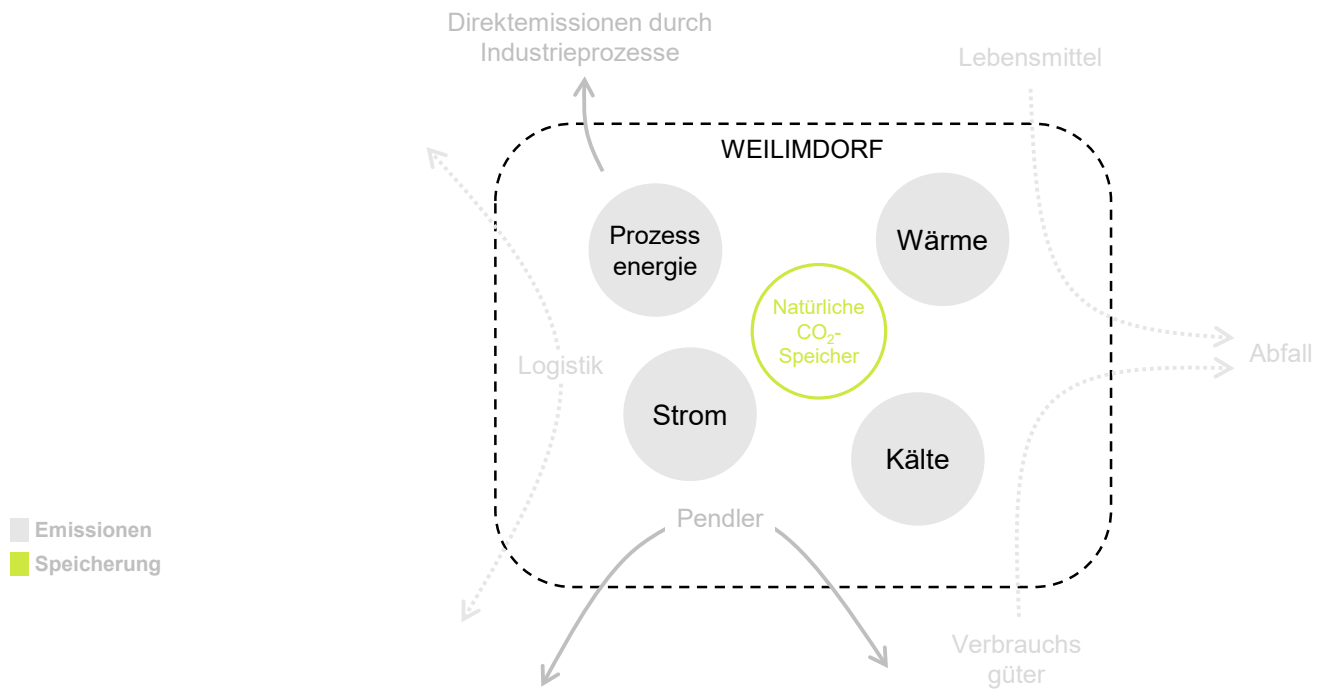 Direktemissionen durch
Industrieprozesse
Lebensmittel
WEILIMDORF
Prozess
energie
Wärme
Natürliche
CO₂-
Speicher
Logistik
Abfall
Strom
Kälte
Pendler
Emissionen
Speicherung
Verbrauchs
güter